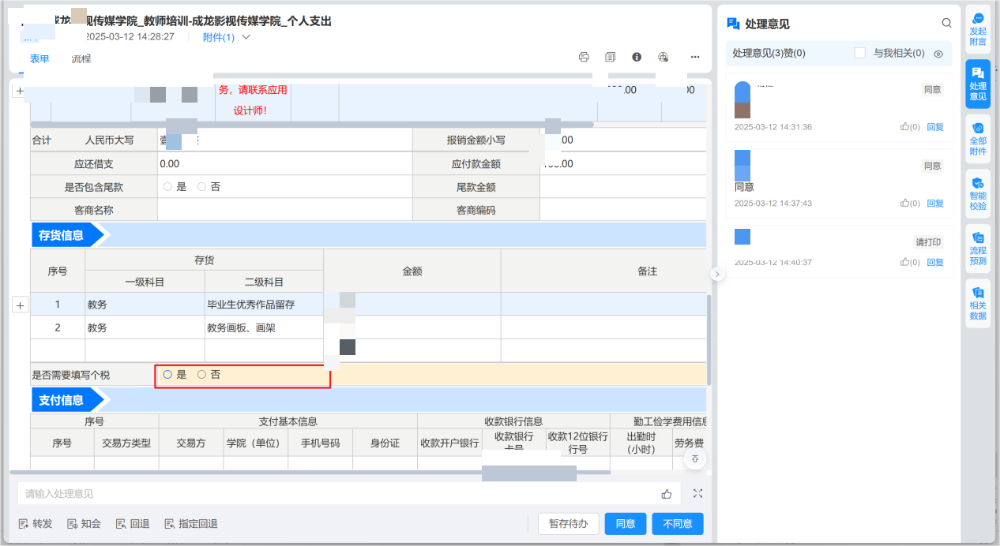 成龙影视传媒学院_教师培训-成龙影视传媒学院_个人支出
2025-03-12 14:28:27 附件(1)
表单 流程
务，请联系应用
设计师！
.00 00
合计 人民币大写 壹 报销金额小写 .00
应还借支 0.00 应付款金额 .00
是否包含尾款 是 否 尾款金额
客商名称 客商编码
存货信息
序号 存货 金额 备注
一级科目 二级科目
1 教务 毕业生优秀作品留存
2 教务 教务画板、画架
是否需要填写个税 是 否
支付信息
序号 支付基本信息 收款银行信息 勤工俭学费用信息
序号 交易方类型 交易方 学院（单位） 手机号码 身份证 收款开户银行 收款银行卡号 收款12位银行行号 出勤时（小时） 劳务费
请输入处理意见
转发 知会 回退 指定回退 暂存待办 同意 不同意
处理意见
处理意见(3)赞(0) 与我相关(0)
同意
2025-03-12 14:31:36 (0) 回复
同意
同意
2025-03-12 14:37:43 (0) 回复
请打印
2025-03-12 14:40:37 (0) 回复
发起
附言
处理
意见
全部
附件
智能
校验
流程
预测
相关
数据